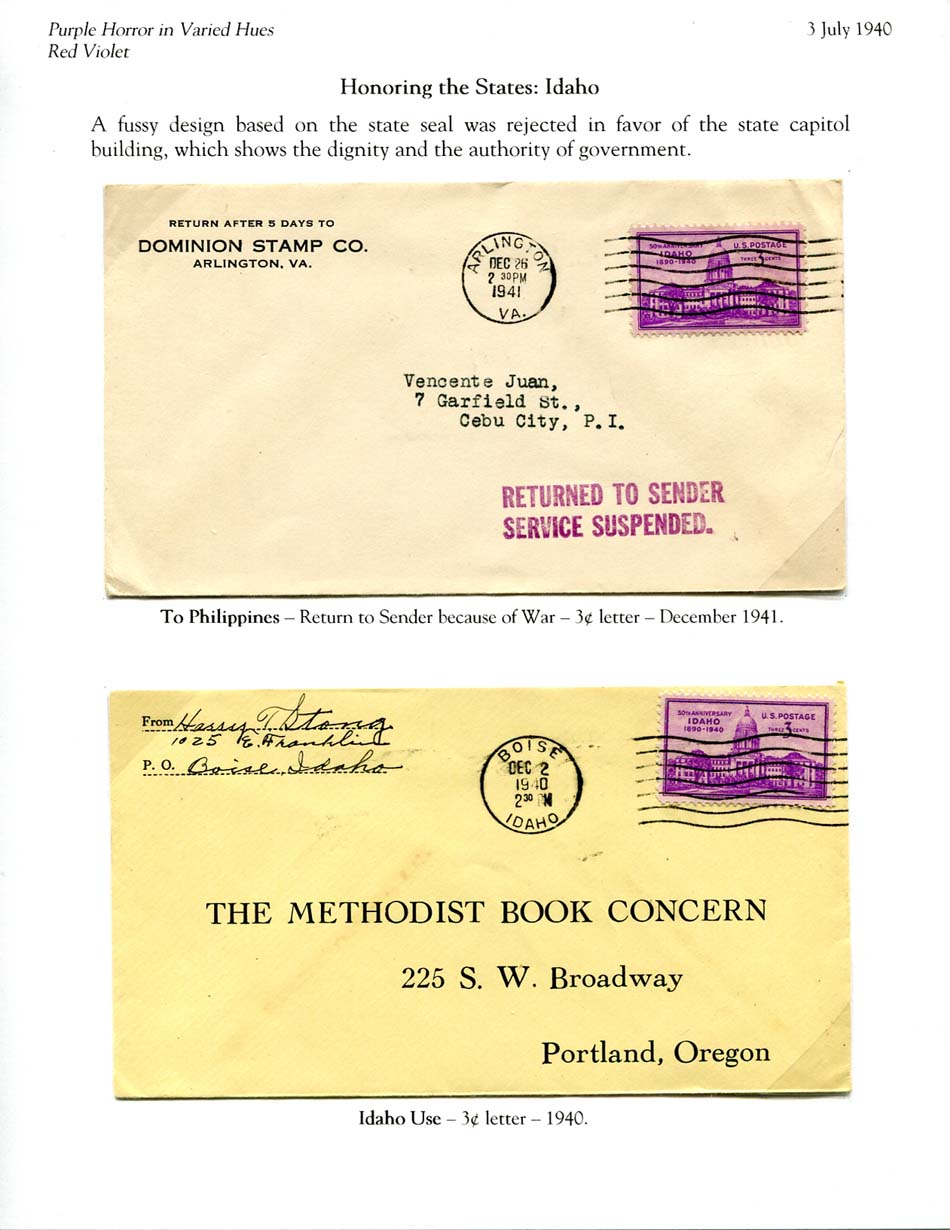 Purple Horror in Varied Hues
3 July 1940
Red Violet
Honoring the States: Idaho
A fussy design based on the state seal was rejected in favor of the state capitol
building, which shows the dignity and the authority of government.
RETURN AFTER 5 DAYS TO
DOMINION STAMP CO.
ARLINGTON, VA.
ARLINGTON
DEC 26
2 30PM
1941
VA.
50TH ANNIVERSARY
IDAHO
1890-1940
U.S. POSTAGE
THREE 3 CENTS
Vencente Juan,
7 Garfield St.,
Cebu City, P.I.
RETURNED TO SENDER
SERVICE SUSPENDED.
To Philippines – Return to Sender because of War – 3¢ letter – December 1941.
From Harry T Stong
1025 E. Franklin
P. O. Boise, Idaho
BOISE
DEC 2
1940
2 30 M
IDAHO
50TH ANNIVERSARY
IDAHO
1890-1940
U.S. POSTAGE
THREE 3 CENTS
THE METHODIST BOOK CONCERN
225 S. W. Broadway
Portland, Oregon
Idaho Use – 3¢ letter – 1940.